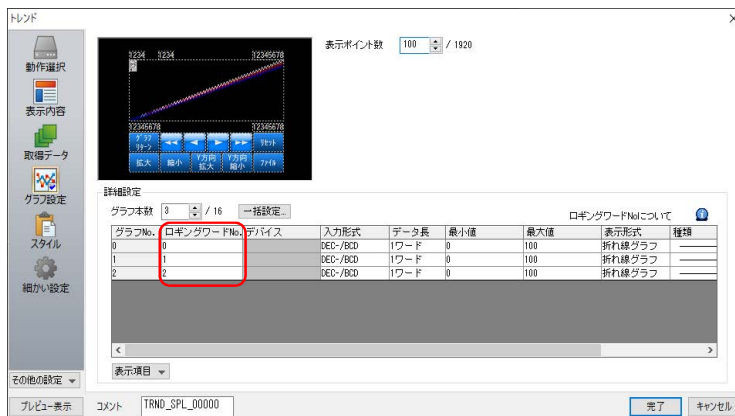 トレンド
動作選択
表示内容
取得データ
グラフ設定
スタイル
細かい設定
その他の設定
プレビュー表示
1234 1234 12345678
12345678 12345678
グラフリターン リセット
拡大 縮小 Y方向拡大 Y方向縮小 ファイル
表示ポイント数 100 / 1920
詳細設定
グラフ本数 3 / 16 一括設定...
ロギングワードNoについて
グラフNo. ロギングワードNo. デバイス 入力形式 データ長 最小値 最大値 表示形式 種類
0 0 DEC-/BCD 1ワード 0 100 折れ線グラフ
1 1 DEC-/BCD 1ワード 0 100 折れ線グラフ
2 2 DEC-/BCD 1ワード 0 100 折れ線グラフ
表示項目
コメント TRND_SPL_00000
完了 キャンセル